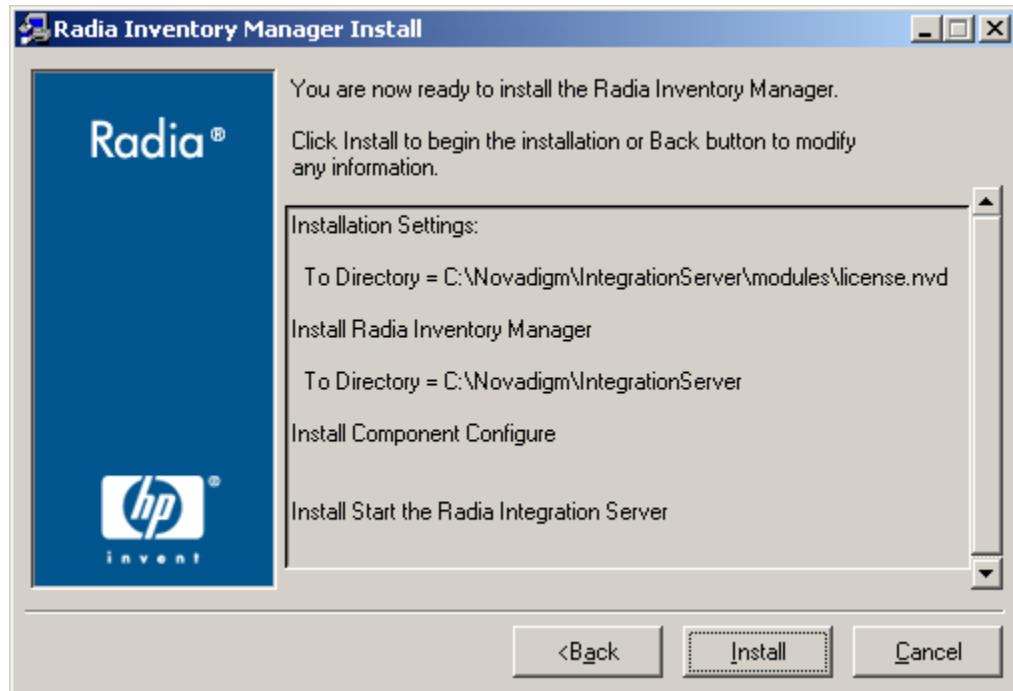 Radia Inventory Manager Install
Radia®
You are now ready to install the Radia Inventory Manager.
Click Install to begin the installation or Back button to modify
any information.
Installation Settings:
To Directory = C:\Novadigm\IntegrationServer\modules\license.nvd
Install Radia Inventory Manager
To Directory = C:\Novadigm\IntegrationServer
Install Component Configure
Install Start the Radia Integration Server
hp®
invent
<Back
Install
Cancel